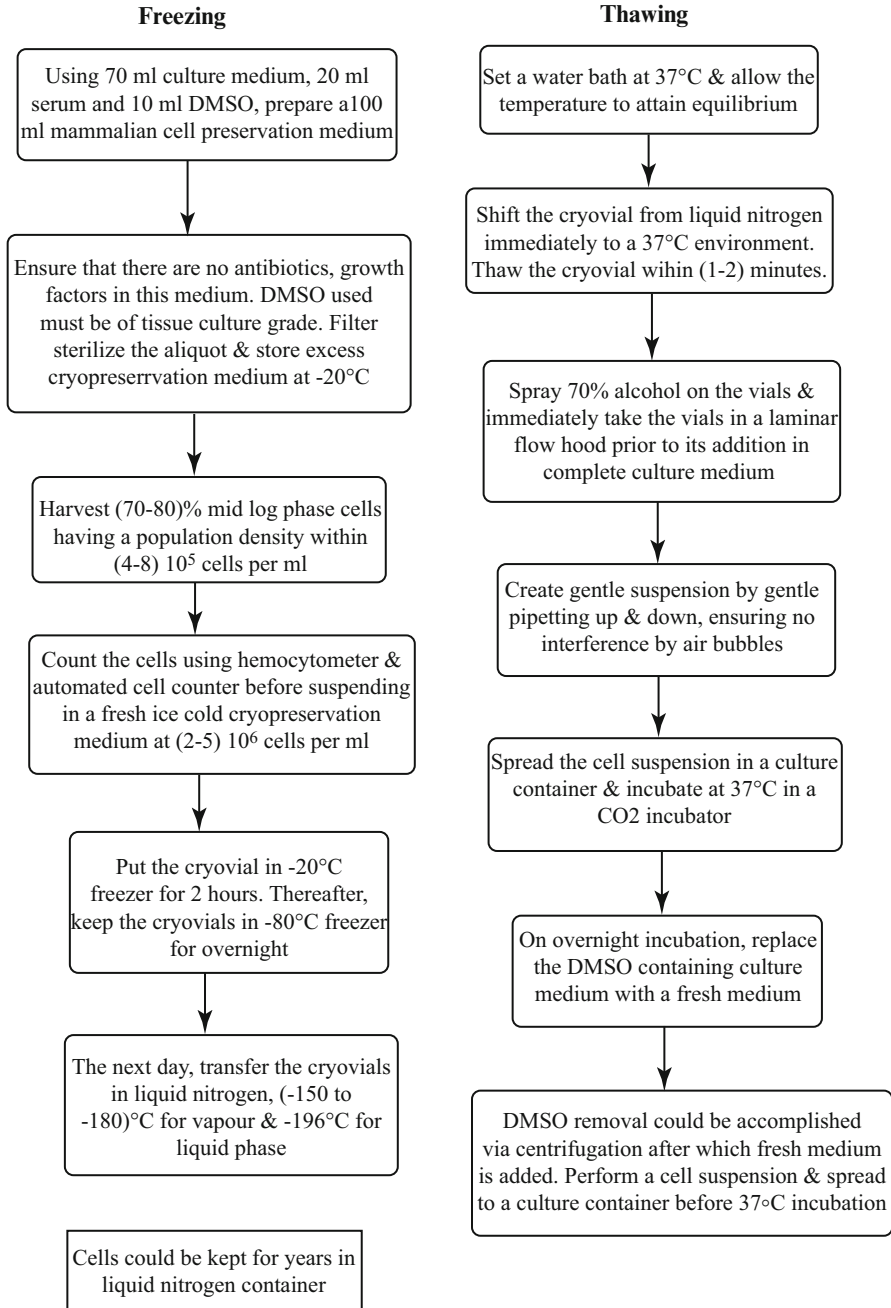 Freezing
Using 70 ml culture medium, 20 ml
serum and 10 ml DMSO, prepare a100
ml mammalian cell preservation medium
Ensure that there are no antibiotics, growth
factors in this medium. DMSO used
must be of tissue culture grade. Filter
sterilize the aliquot & store excess
cryopreserrvation medium at -20°C
Harvest (70-80)% mid log phase cells
having a population density within
(4-8) 10⁵ cells per ml
Count the cells using hemocytometer &
automated cell counter before suspending
in a fresh ice cold cryopreservation
medium at (2-5) 10⁶ cells per ml
Put the cryovial in -20°C
freezer for 2 hours. Thereafter,
keep the cryovials in -80°C freezer
for overnight
The next day, transfer the cryovials
in liquid nitrogen, (-150 to
-180)°C for vapour & -196°C for
liquid phase
Cells could be kept for years in
liquid nitrogen container
Thawing
Set a water bath at 37°C & allow the
temperature to attain equilibrium
Shift the cryovial from liquid nitrogen
immediately to a 37°C environment.
Thaw the cryovial wihin (1-2) minutes.
Spray 70% alcohol on the vials &
immediately take the vials in a laminar
flow hood prior to its addition in
complete culture medium
Create gentle suspension by gentle
pipetting up & down, ensuring no
interference by air bubbles
Spread the cell suspension in a culture
container & incubate at 37°C in a
CO2 incubator
On overnight incubation, replace
the DMSO containing culture
medium with a fresh medium
DMSO removal could be accomplished
via centrifugation after which fresh medium
is added. Perform a cell suspension & spread
to a culture container before 37∘C incubation